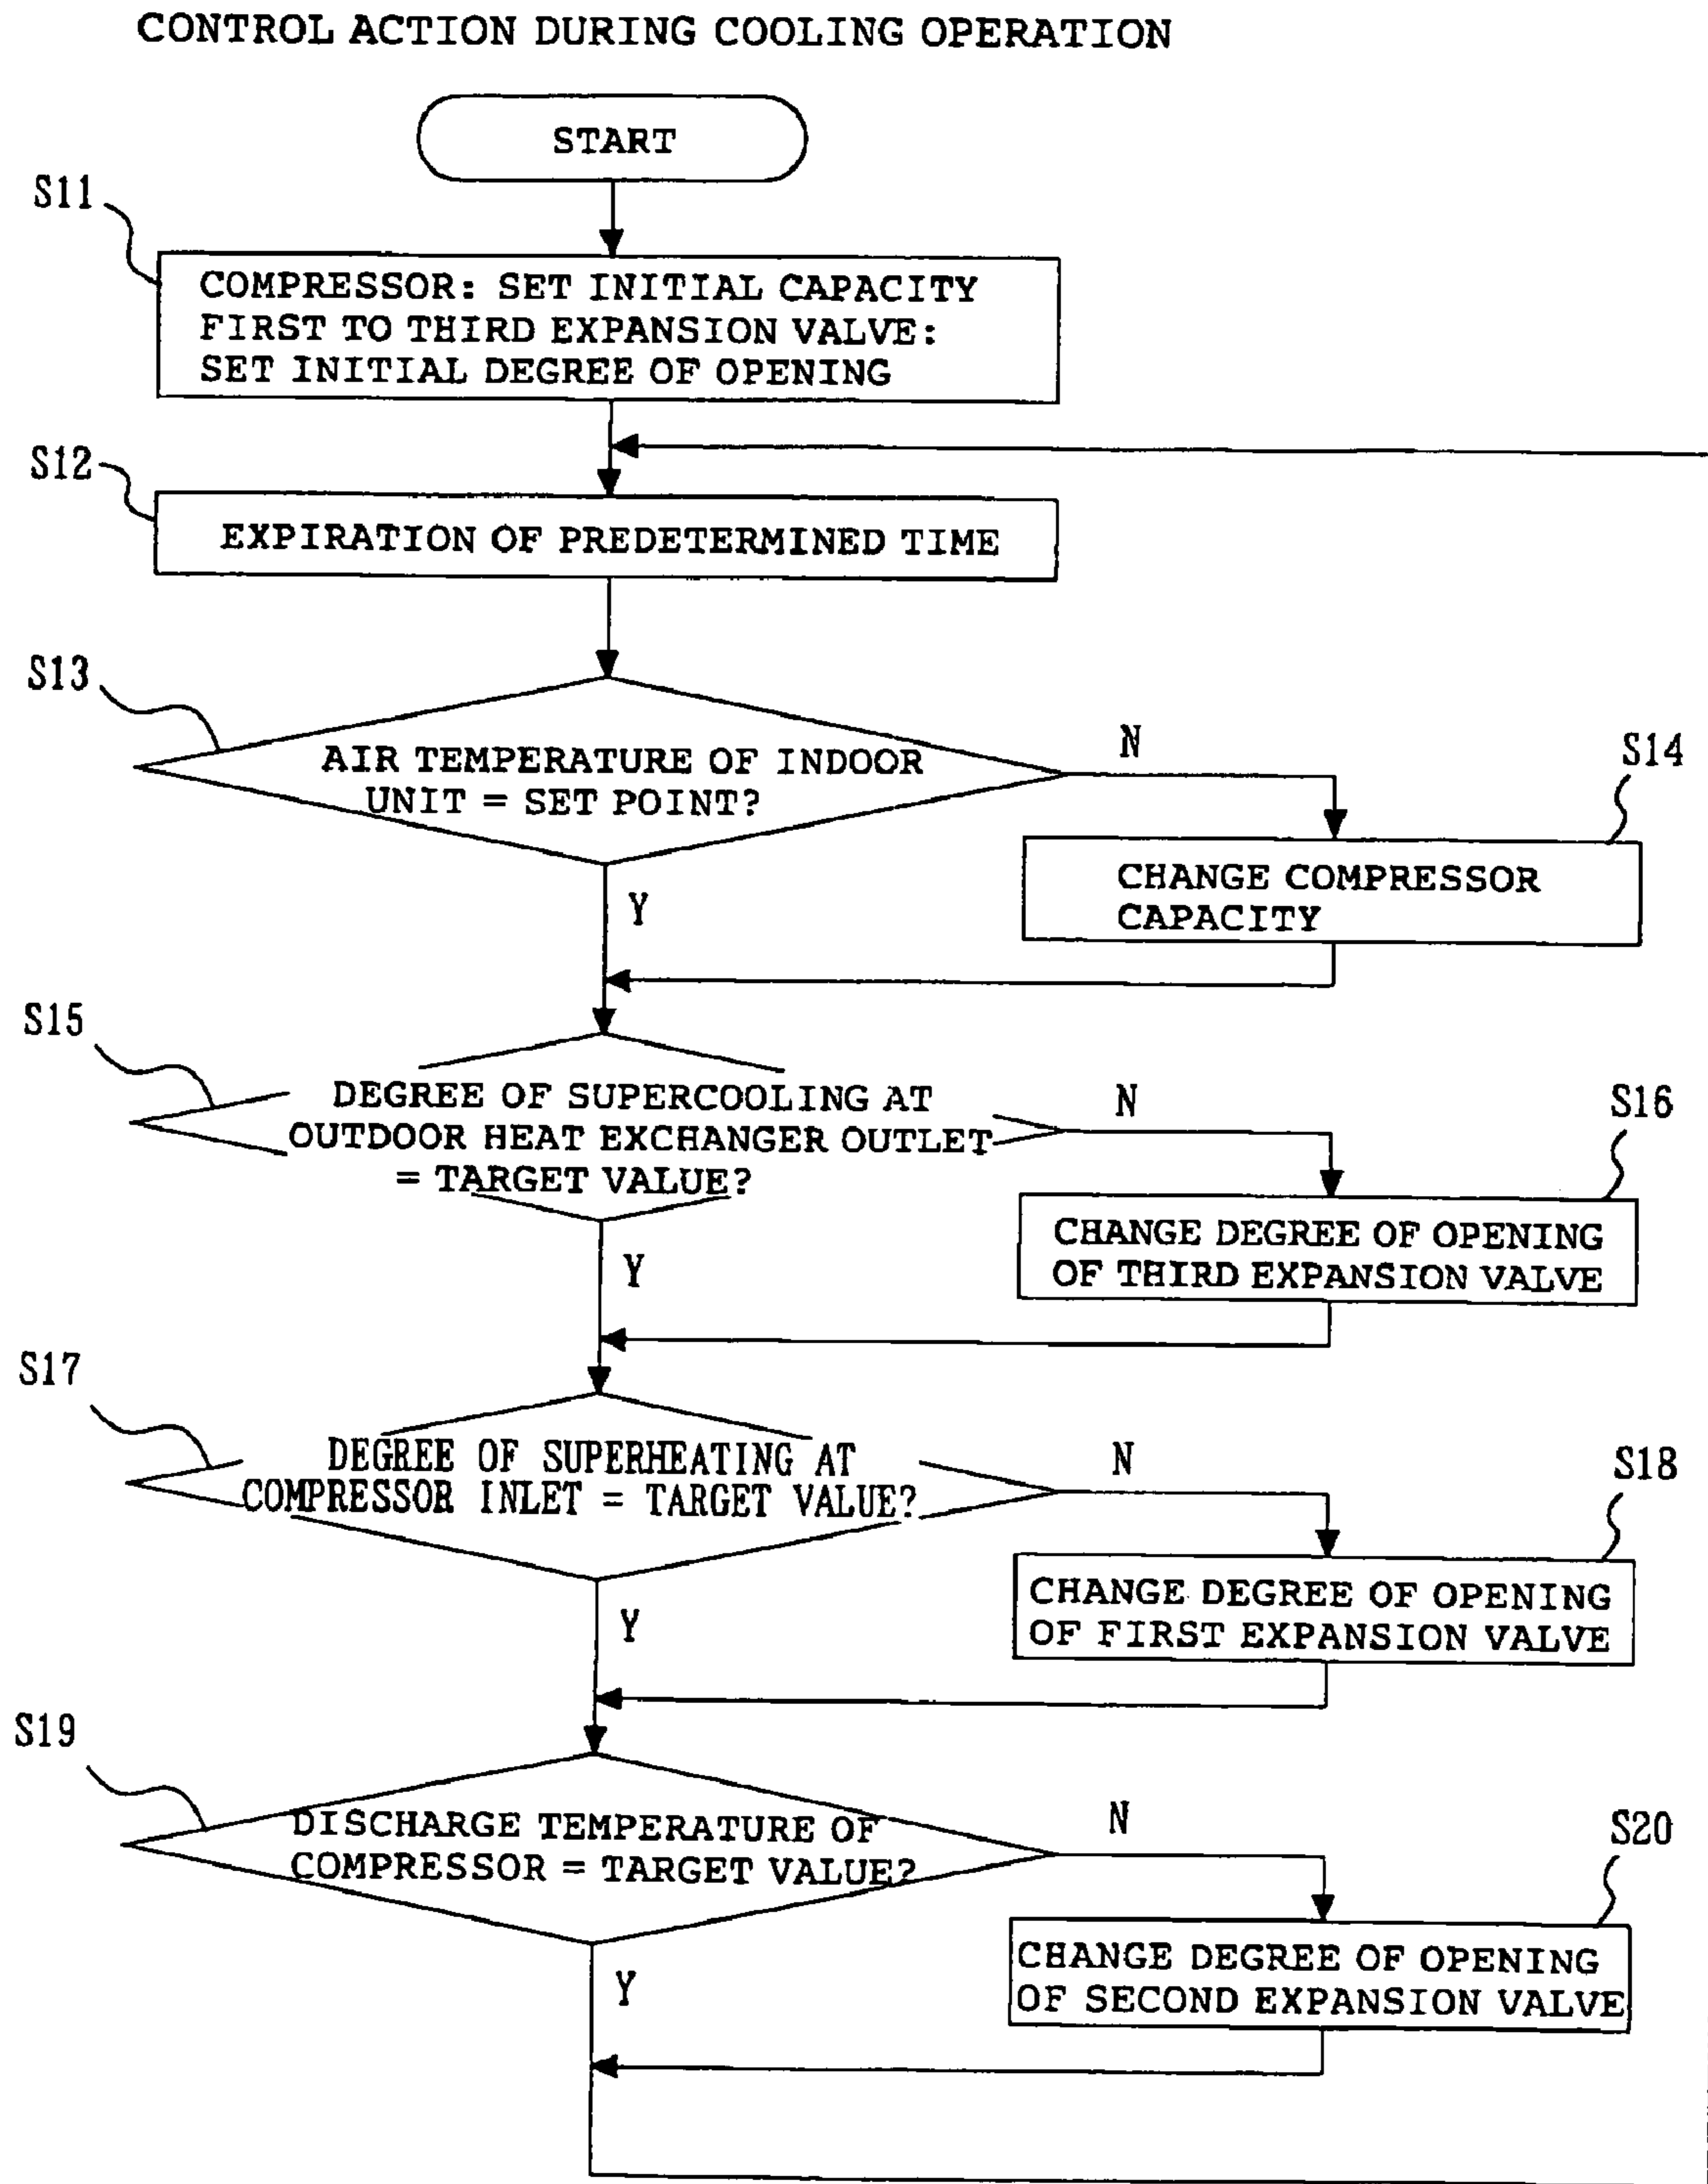 CONTROL ACTION DURING COOLING OPERATION
START
S11
COMPRESSOR: SET INITIAL CAPACITY
FIRST TO THIRD EXPANSION VALVE:
SET INITIAL DEGREE OF OPENING
S12
EXPIRATION OF PREDETERMINED TIME
S13
AIR TEMPERATURE OF INDOOR
UNIT = SET POINT?
N
S14
CHANGE COMPRESSOR
CAPACITY
Y
S15
DEGREE OF SUPERCOOLING AT
OUTDOOR HEAT EXCHANGER OUTLET
= TARGET VALUE?
N
S16
CHANGE DEGREE OF OPENING
OF THIRD EXPANSION VALVE
Y
S17
DEGREE OF SUPERHEATING AT
COMPRESSOR INLET = TARGET VALUE?
N
S18
CHANGE DEGREE OF OPENING
OF FIRST EXPANSION VALVE
Y
S19
DISCHARGE TEMPERATURE OF
COMPRESSOR = TARGET VALUE?
N
S20
CHANGE DEGREE OF OPENING
OF SECOND EXPANSION VALVE
Y